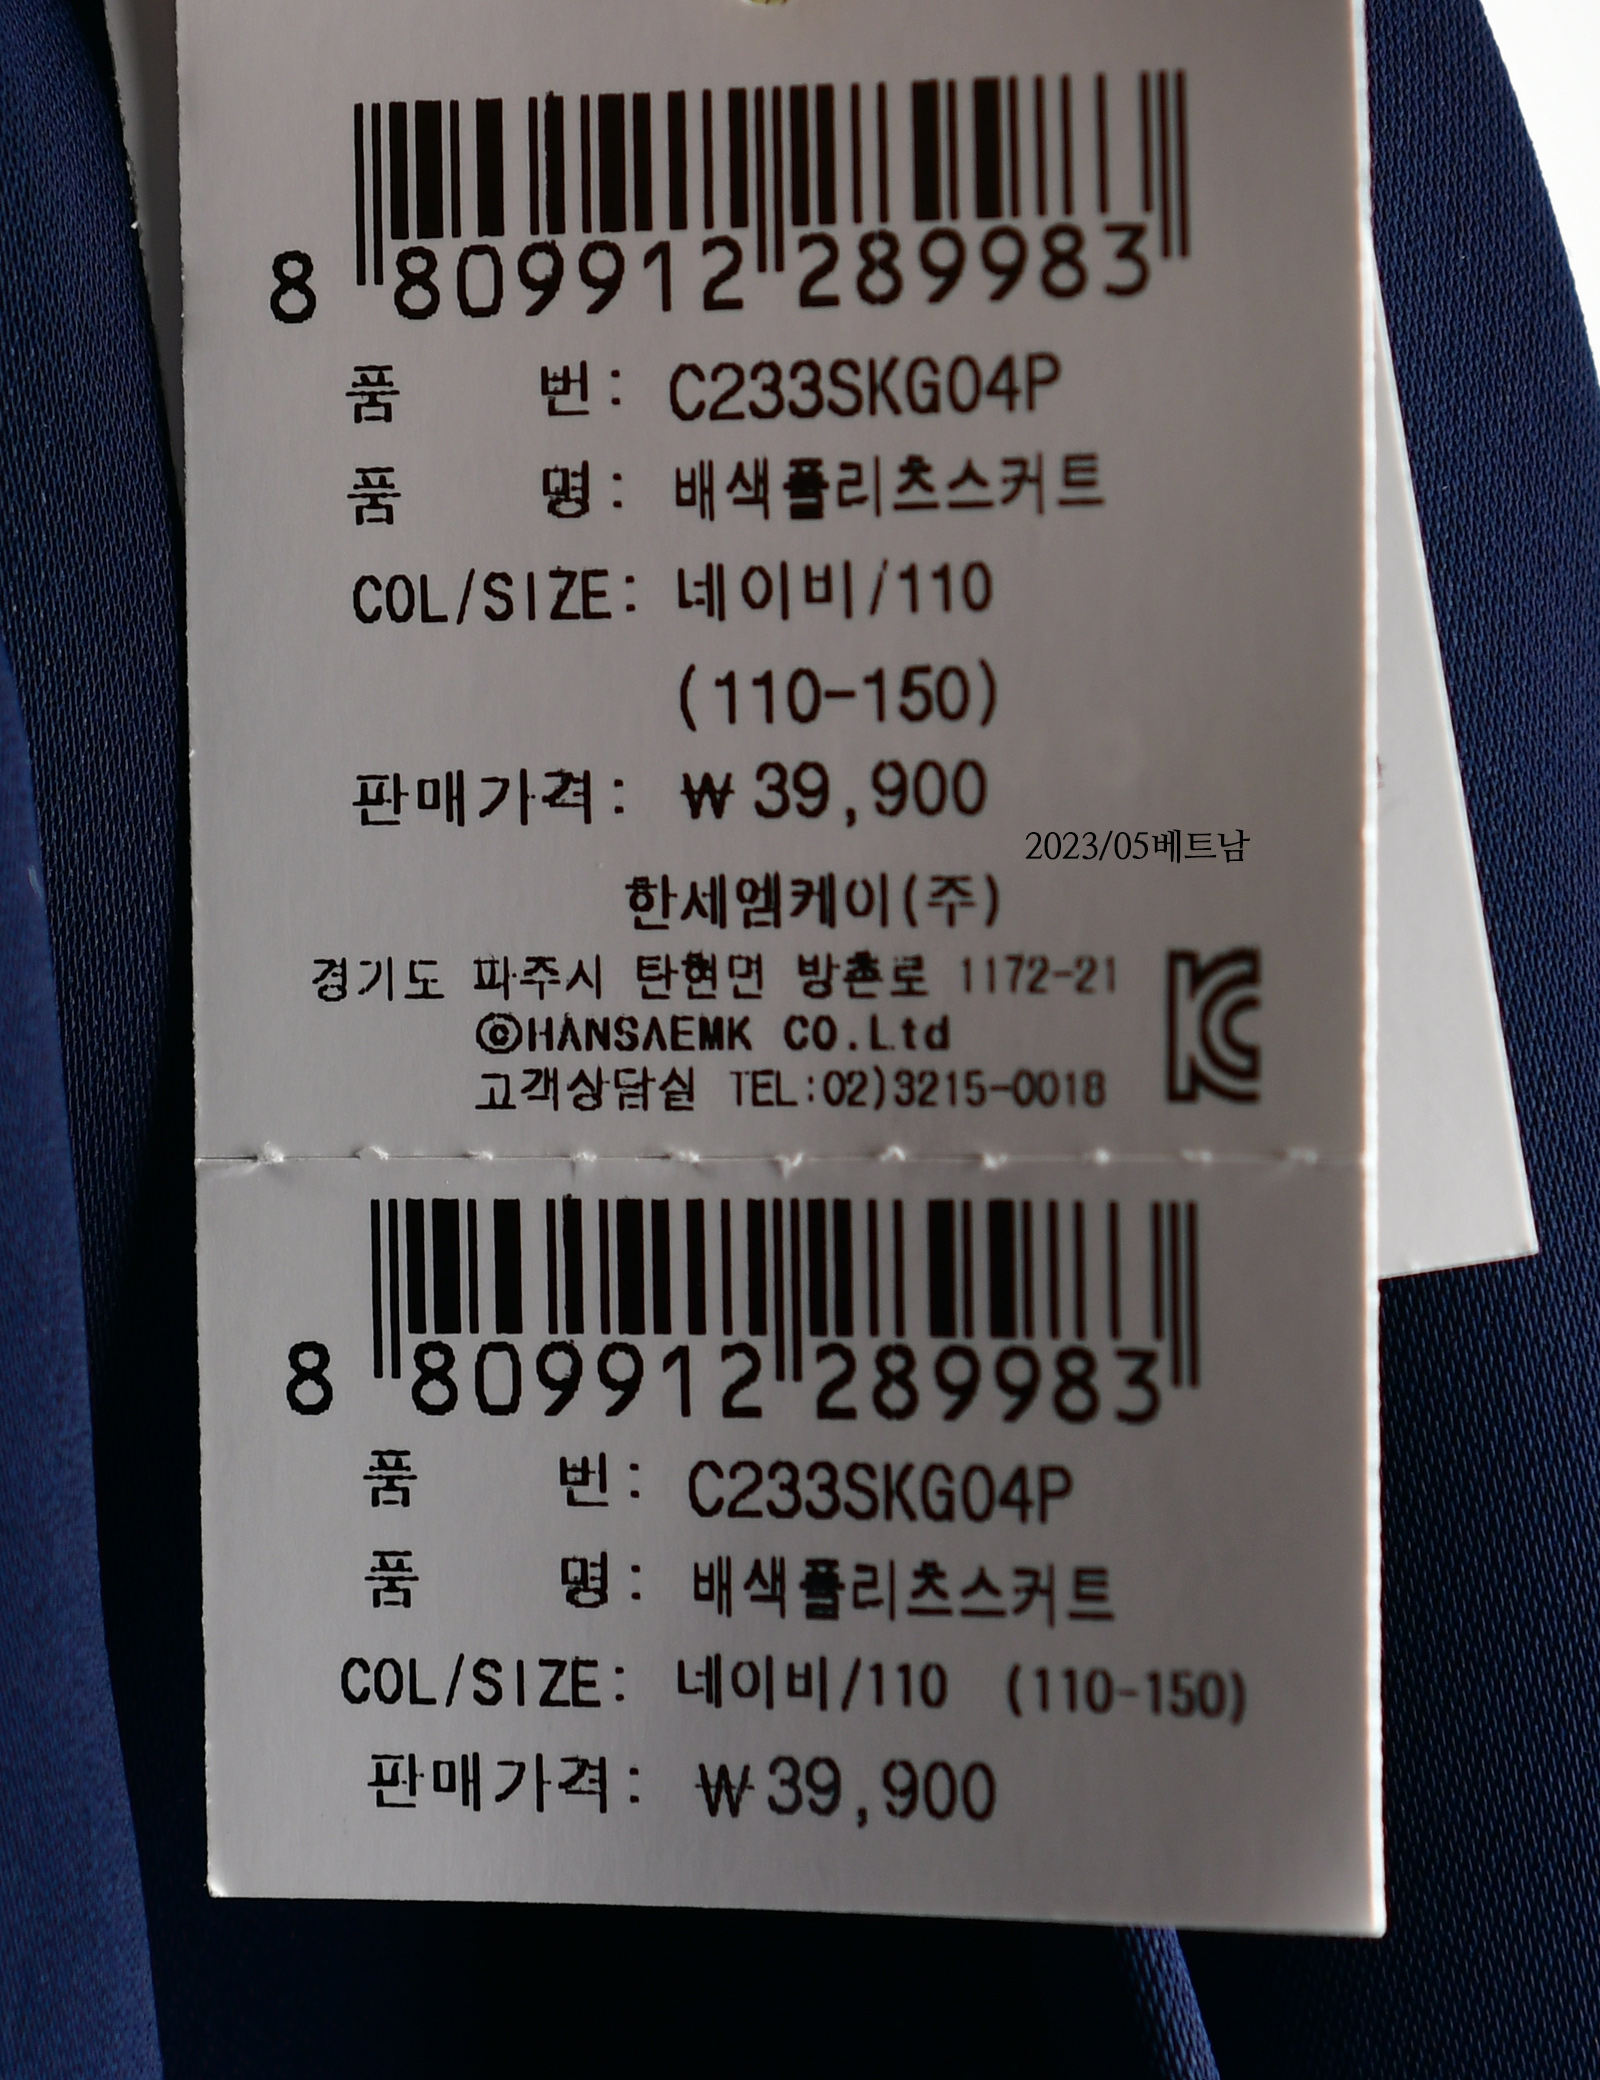 8 809912 289983
품 번: C233SKG04P
품 명: 배색플리츠스커트
COL/SIZE: 네이비/110
(110-150)
판매가격: ₩39,900
2023/05베트남
한세엠케이(주)
경기도 파주시 탄현면 방촌로 1172-21
©HANSAEMK CO.Ltd
고객상담실 TEL:02)3215-0018
8 809912 289983
품 번: C233SKG04P
품 명: 배색플리츠스커트
COL/SIZE: 네이비/110 (110-150)
판매가격: ₩39,900